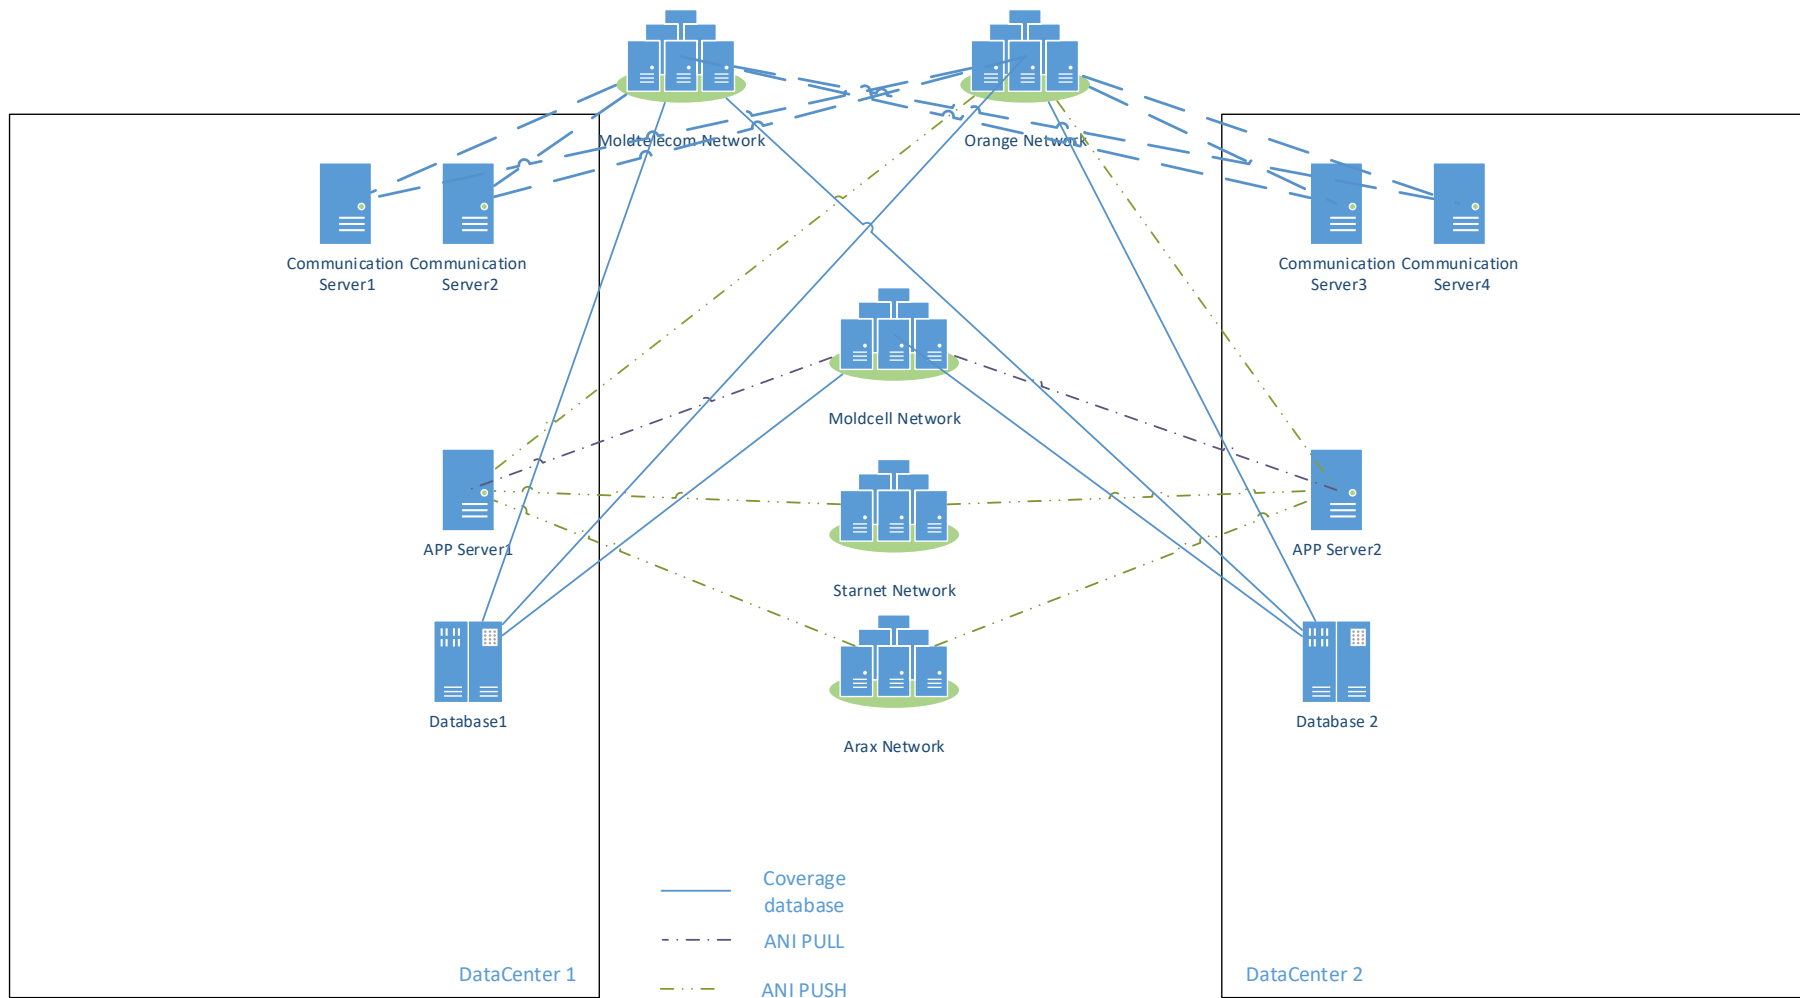 Moldtelecom Network
Orange Network
Communication
Server1
Communication
Server2
Communication
Server3
Communication
Server4
Moldcell Network
APP Server1
APP Server2
Starnet Network
Database1
Database 2
Arax Network
Coverage
database
ANI PULL
ANI PUSH
DataCenter 1
DataCenter 2